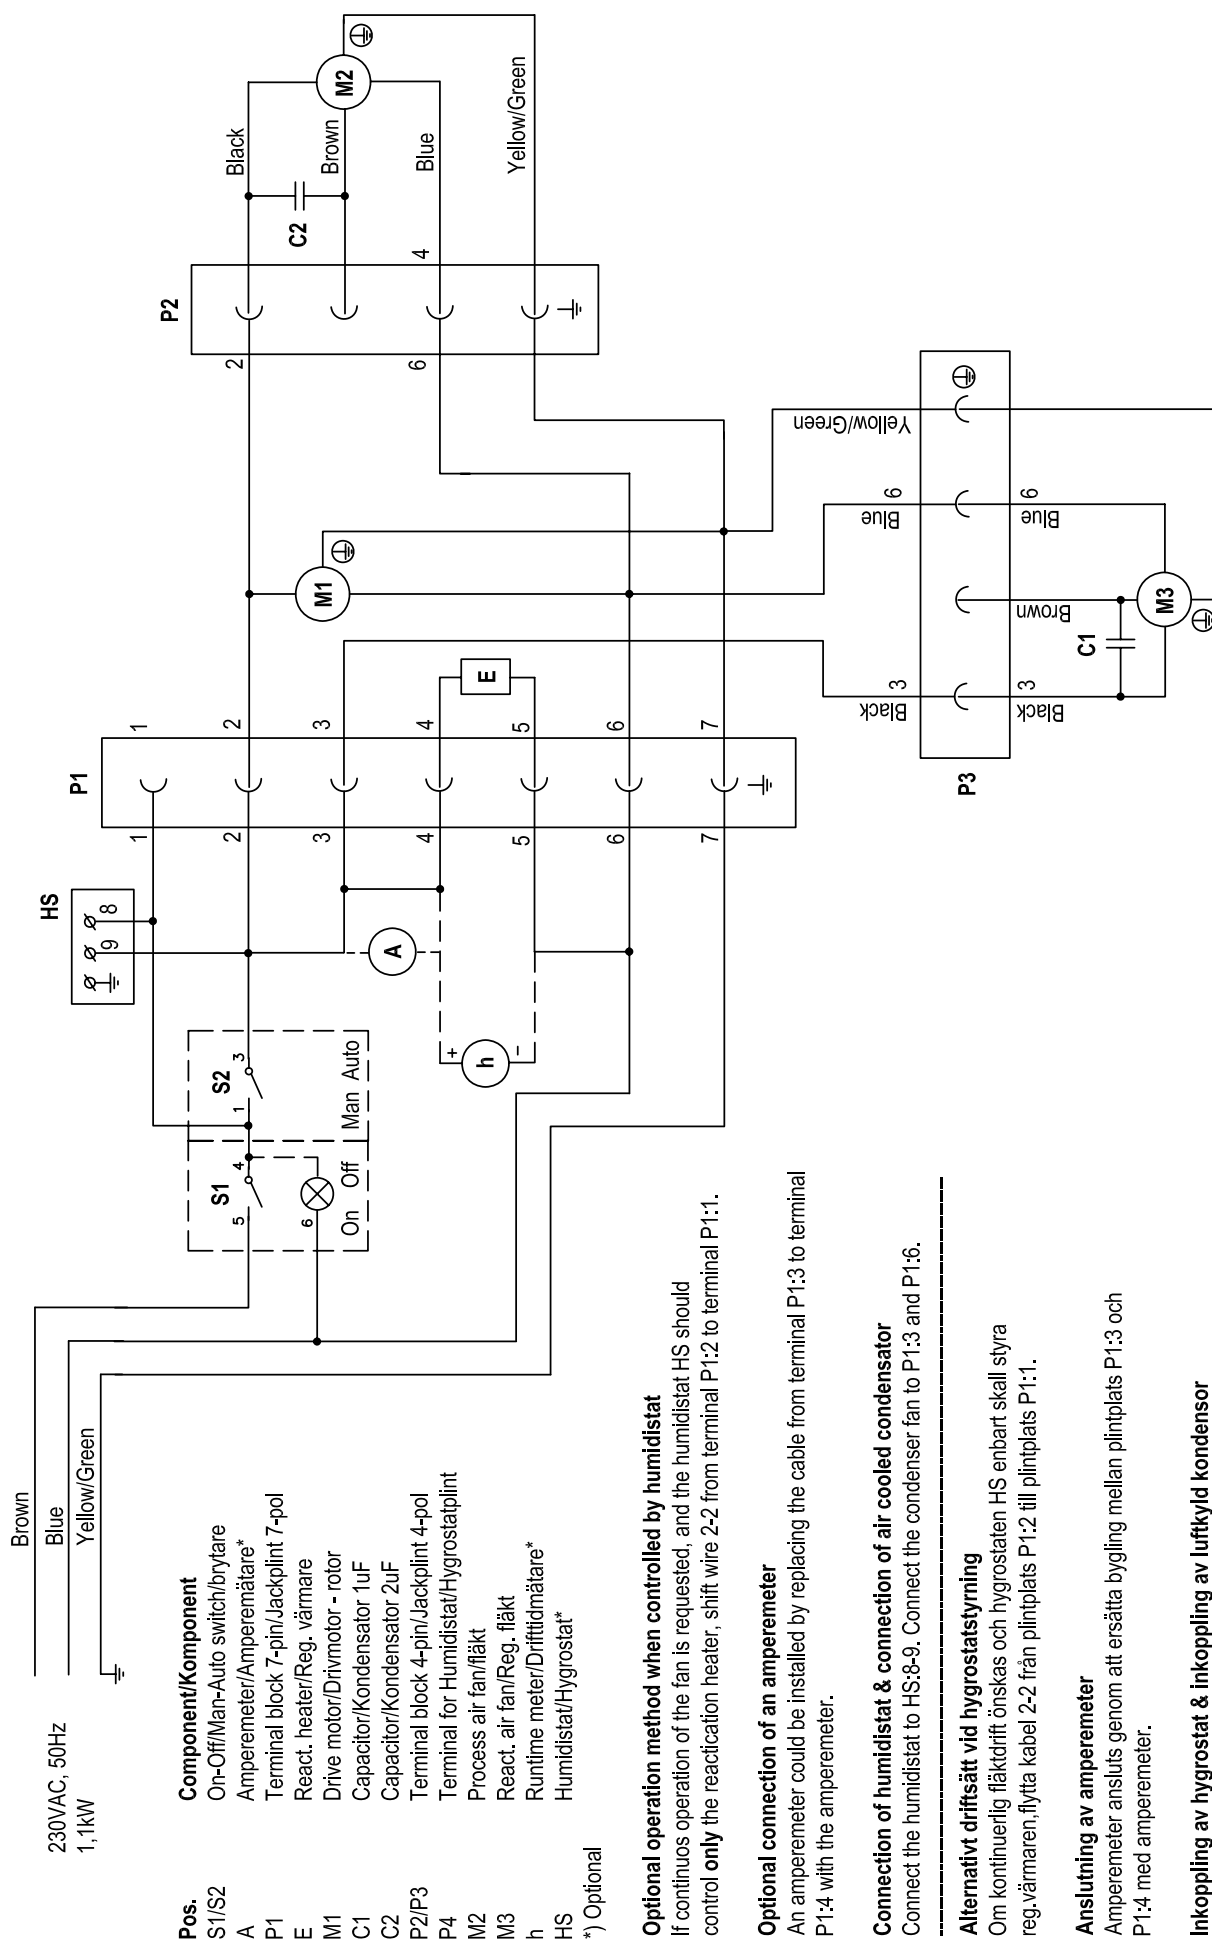 230VAC, 50Hz
1,1kW
Brown
Blue
Yellow/Green
Pos. Component/Komponent
S1/S2 On-Off/Man-Auto switch/brytare
A Amperemeter/Amperemätare*
P1 Terminal block 7-pin/Jackplint 7-pol
E React. heater/Reg. värmare
M1 Drive motor/Drivmotor - rotor
C1 Capacitor/Kondensator 1uF
C2 Capacitor/Kondensator 2uF
P2/P3 Terminal block 4-pin/Jackplint 4-pol
P4 Terminal for Humidistat/Hygrostatplint
M2 Process air fan/fläkt
M3 React. air fan/Reg. fläkt
h Runtime meter/Drifttidmätare*
HS Humidistat/Hygrostat*
*) Optional
Optional operation method when controlled by humidistat
If continuos operation of the fan is requested, and the humidistat HS should
control only the reactication heater, shift wire 2-2 from terminal P1:2 to terminal P1:1.
Optional connection of an amperemeter
An amperemeter could be installed by replacing the cable from terminal P1:3 to terminal
P1:4 with the amperemeter.
Connection of humidistat & connection of air cooled condensator
Connect the humidistat to HS:8-9. Connect the condenser fan to P1:3 and P1:6.
Alternativt driftsätt vid hygrostatstyrning
Om kontinuerlig fläktdrift önskas och hygrostaten HS enbart skall styra
reg.värmaren,flytta kabel 2-2 från plintplats P1:2 till plintplats P1:1.
Anslutning av amperemeter
Amperemeter ansluts genom att ersätta bygling mellan plintplats P1:3 och
P1:4 med amperemeter.
Inkoppling av hygrostat & inkoppling av luftkyld kondensor
S1
5
4
6
On Off
S2
1
3
Man Auto
HS
9
8
A
h
+
-
P1
1
2
3
4
5
6
7
1
2
3
4
5
6
7
E
M1
P2
2
6
4
C2
Black
Brown
Blue
Yellow/Green
M2
P3
Black
3
Blue
6
Yellow/Green
3
Black
Brown
6
Blue
C1
M3